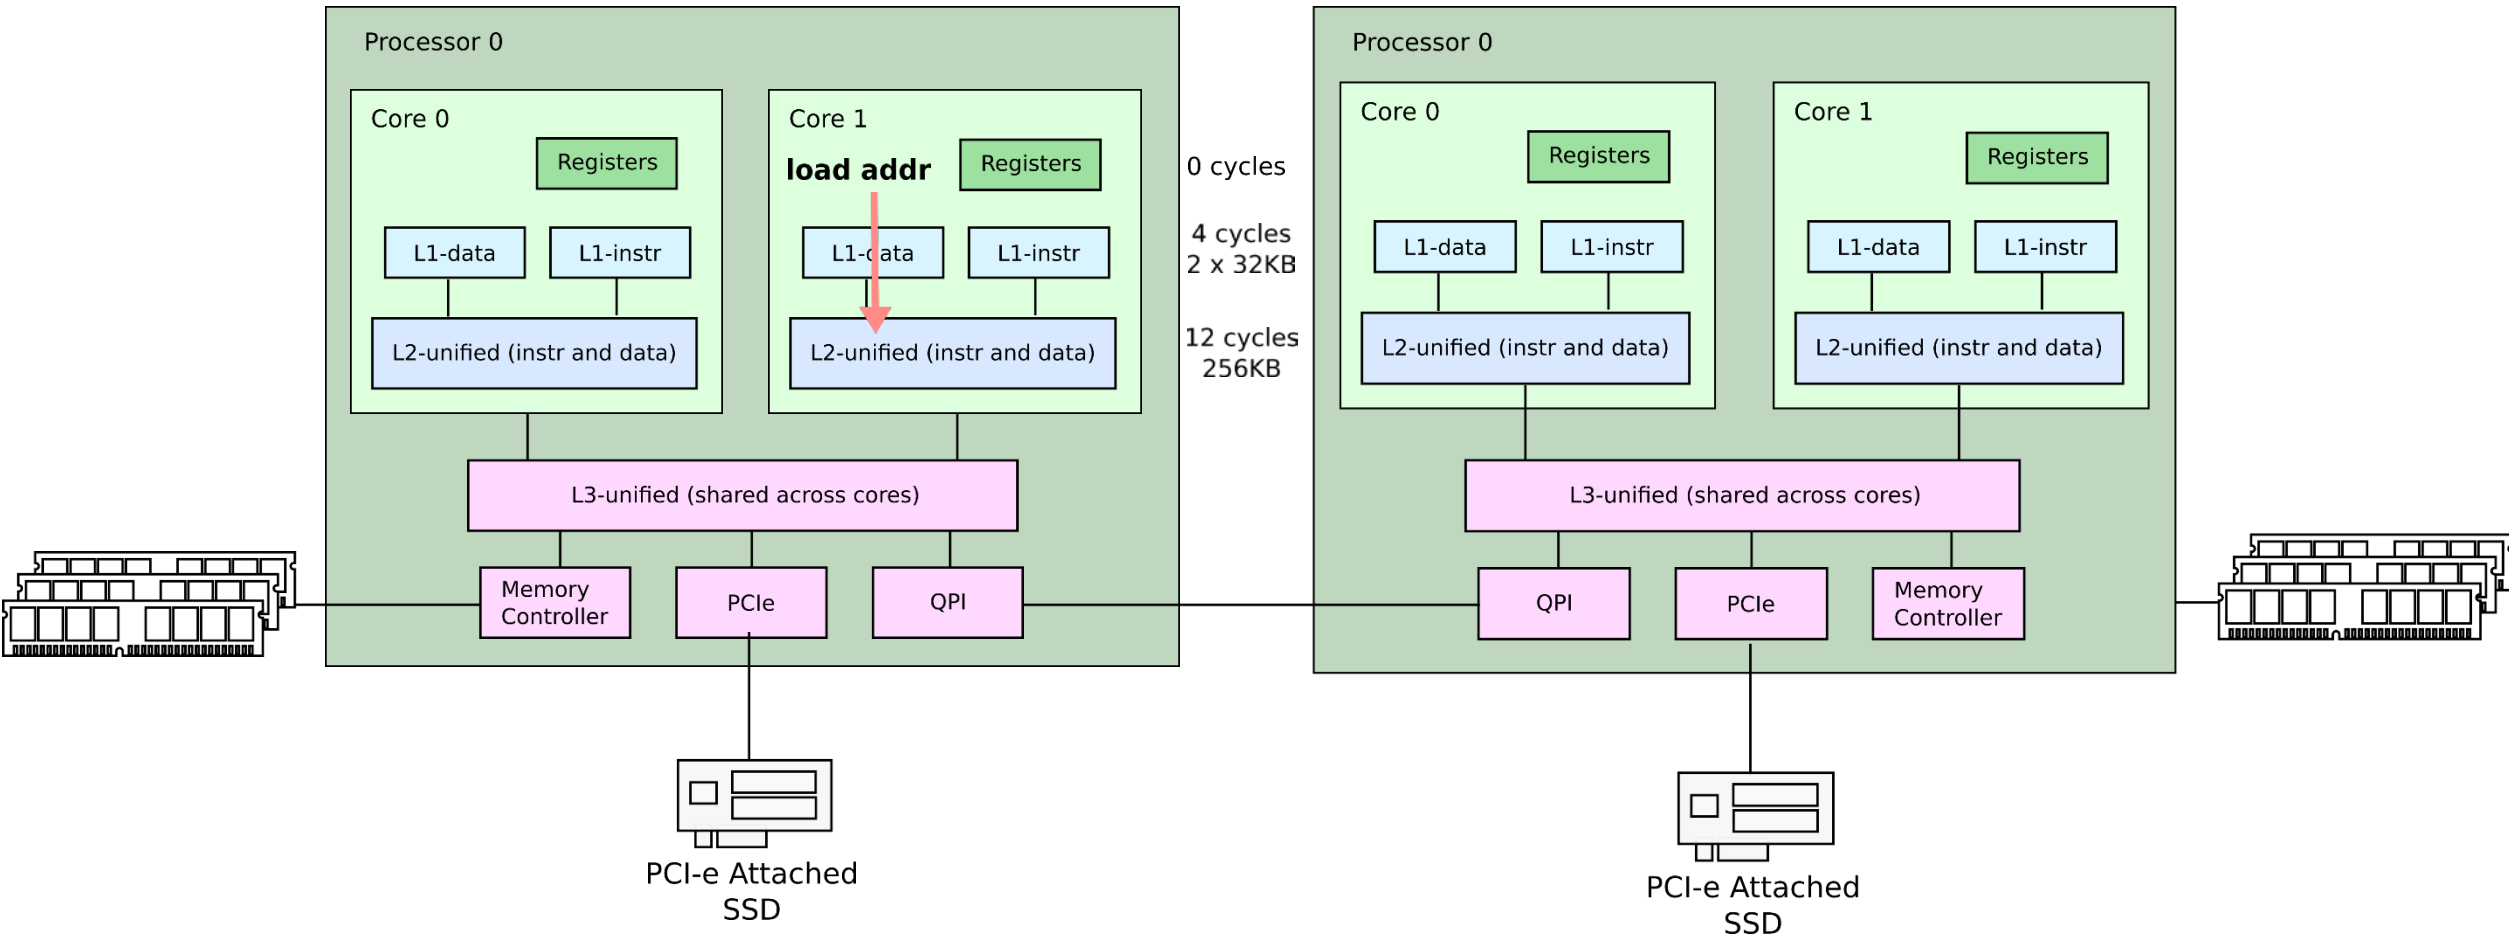 Processor 0
Core 0
Registers
L1-data
L1-instr
L2-unified (instr and data)
Core 1
load addr
Registers
L1-data
L1-instr
L2-unified (instr and data)
L3-unified (shared across cores)
Memory
Controller
PCIe
QPI
PCI-e Attached
SSD
0 cycles
4 cycles
2 x 32KB
12 cycles
256KB
Processor 0
Core 0
Registers
L1-data
L1-instr
L2-unified (instr and data)
Core 1
Registers
L1-data
L1-instr
L2-unified (instr and data)
L3-unified (shared across cores)
QPI
PCIe
Memory
Controller
PCI-e Attached
SSD